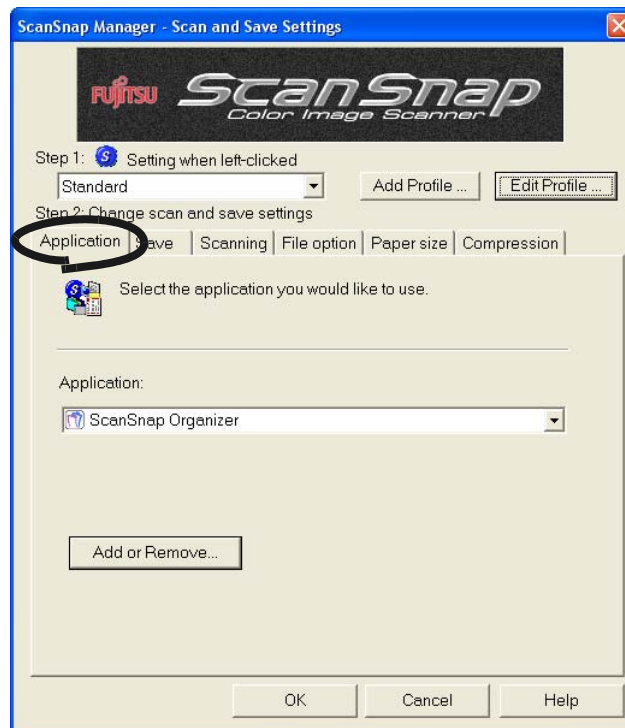 ScanSnap Manager - Scan and Save Settings
FUJITSU ScanSnap
Color Image Scanner
Step 1: S Setting when left-clicked
Standard Add Profile ... Edit Profile ...
Step 2: Change scan and save settings
Application Save Scanning File option Paper size Compression
Select the application you would like to use.
Application:
ScanSnap Organizer
Add or Remove...
OK Cancel Help